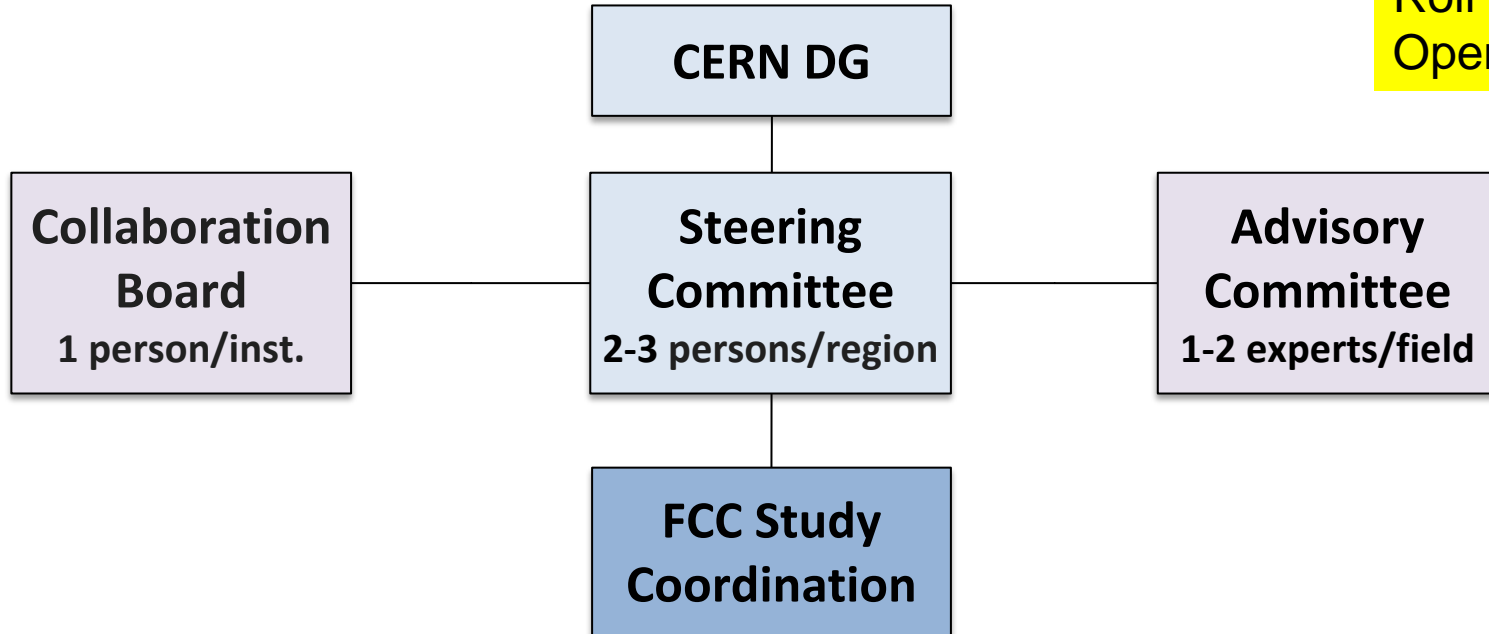 Oper
CERN DG
Collaboration
Board
1 person/inst.
Steering
Committee
2-3 persons/region
Advisory
Committee
1-2 experts/field
FCC Study
Coordination